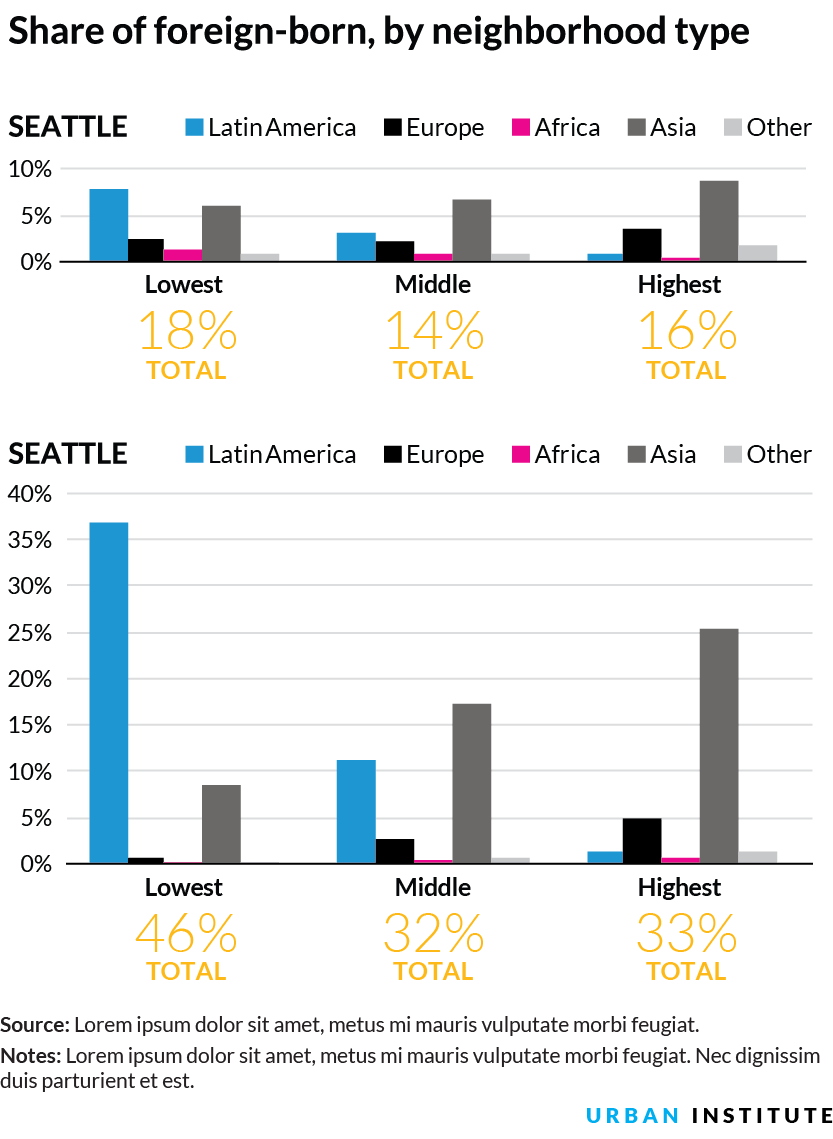 Share of foreign-born, by neighborhood type
SEATTLE Latin America Europe Africa Asia Other
10%
5%
0%
Lowest Middle Highest
18% 14% 16%
TOTAL TOTAL TOTAL
SEATTLE Latin America Europe Africa Asia Other
40%
35%
30%
25%
20%
15%
10%
5%
0%
Lowest Middle Highest
46% 32% 33%
TOTAL TOTAL TOTAL
Source: Lorem ipsum dolor sit amet, metus mi mauris vulputate morbi feugiat.
Notes: Lorem ipsum dolor sit amet, metus mi mauris vulputate morbi feugiat. Nec dignissim
duis parturient et est.
URBAN INSTITUTE